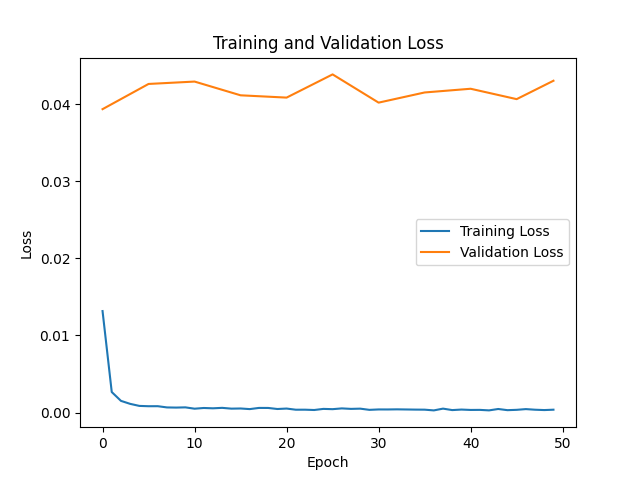 Training and Validation Loss
Loss
0.04
0.03
0.02
0.01
0.00
Training Loss
Validation Loss
0 10 20 30 40 50
Epoch